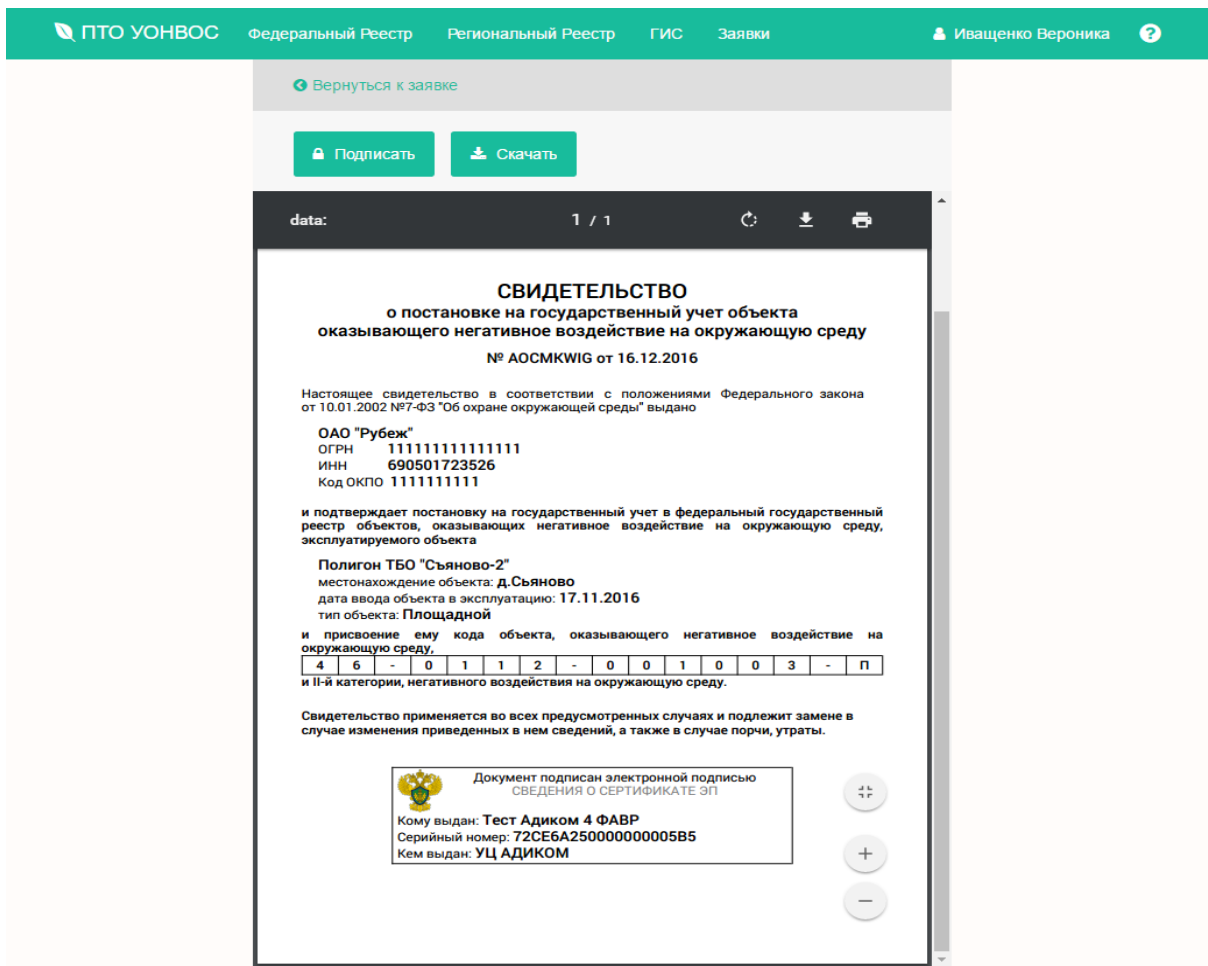 ПТО УОНВОС Федеральный Реестр Региональный Реестр ГИС Заявки Иващенко Вероника ?
Вернуться к заявке
Подписать Скачать
data: 1 / 1
СВИДЕТЕЛЬСТВО
о постановке на государственный учет объекта
оказывающего негативное воздействие на окружающую среду
№ AOCMKWIG от 16.12.2016
Настоящее свидетельство в соответствии с положениями Федерального закона
от 10.01.2002 №7-ФЗ "Об охране окружающей среды" выдано
ОАО "Рубеж"
ОГРН 111111111111111
ИНН 690501723526
Код ОКПО 1111111111
и подтверждает постановку на государственный учет в федеральный государственный
реестр объектов, оказывающих негативное воздействие на окружающую среду,
эксплуатируемого объекта
Полигон ТБО "Съяново-2"
местонахождение объекта: д.Сьяново
дата ввода объекта в эксплуатацию: 17.11.2016
тип объекта: Площадной
и присвоение ему кода объекта, оказывающего негативное воздействие на
окружающую среду,
4 6 - 0 1 1 2 - 0 0 1 0 0 3 - П
и II-й категории, негативного воздействия на окружающую среду.
Свидетельство применяется во всех предусмотренных случаях и подлежит замене в
случае изменения приведенных в нем сведений, а также в случае порчи, утраты.
Документ подписан электронной подписью
СВЕДЕНИЯ О СЕРТИФИКАТЕ ЭП
Кому выдан: Тест Адиком 4 ФАВР
Серийный номер: 72CE6A250000000005B5
Кем выдан: УЦ АДИКОМ